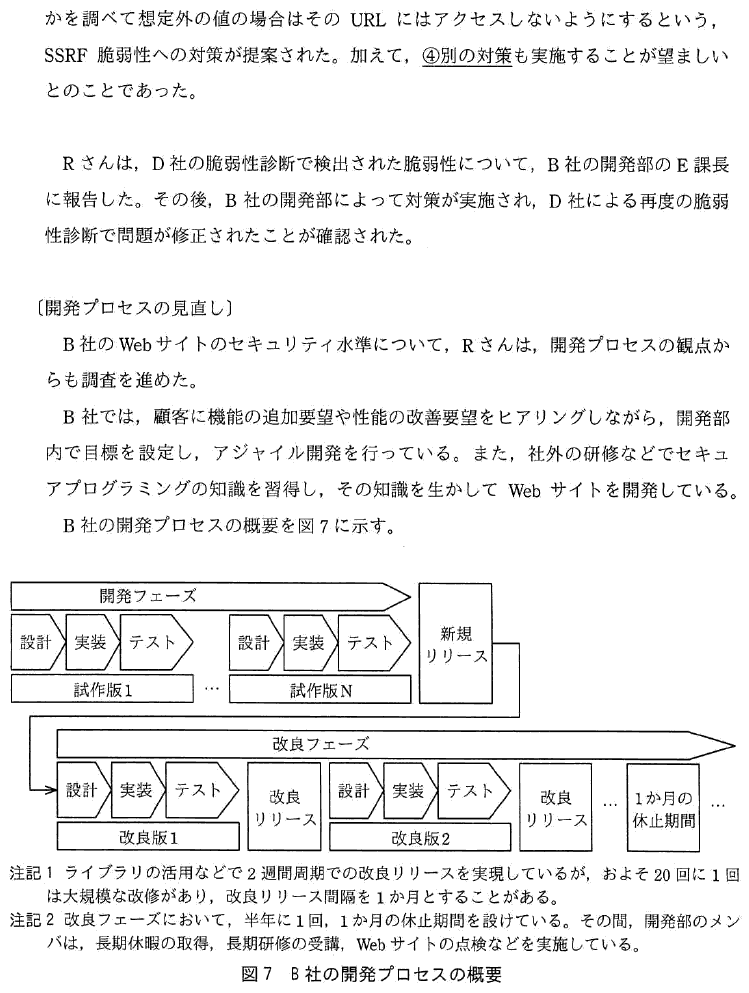 かを調べて想定外の値の場合はその URL にはアクセスしないようにするという，
SSRF 脆弱性への対策が提案された。加えて，④別の対策も実施することが望ましい
とのことであった。
R さんは，D 社の脆弱性診断で検出された脆弱性について，B 社の開発部の E 課長
に報告した。その後，B 社の開発部によって対策が実施され，D 社による再度の脆弱
性診断で問題が修正されたことが確認された。
〔開発プロセスの見直し〕
B 社の Web サイトのセキュリティ水準について，R さんは，開発プロセスの観点か
らも調査を進めた。
B 社では，顧客に機能の追加要望や性能の改善要望をヒアリングしながら，開発部
内で目標を設定し，アジャイル開発を行っている。また，社外の研修などでセキュ
アプログラミングの知識を習得し，その知識を生かして Web サイトを開発している。
B 社の開発プロセスの概要を図 7 に示す。
開発フェーズ
設計 実装 テスト … 設計 実装 テスト
新規
リリース
試作版1 試作版N
改良フェーズ
設計 実装 テスト
改良
リリース
設計 実装 テスト
改良
リリース
…
1か月の
休止期間
…
改良版1 改良版2
注記 1 ライブラリの活用などで 2 週間周期での改良リリースを実現しているが，およそ 20 回に 1 回
は大規模な改修があり，改良リリース間隔を 1 か月とすることがある。
注記 2 改良フェーズにおいて，半年に 1 回，1 か月の休止期間を設けている。その間，開発部のメン
バは，長期休暇の取得，長期研修の受講，Web サイトの点検などを実施している。
図 7 B 社の開発プロセスの概要